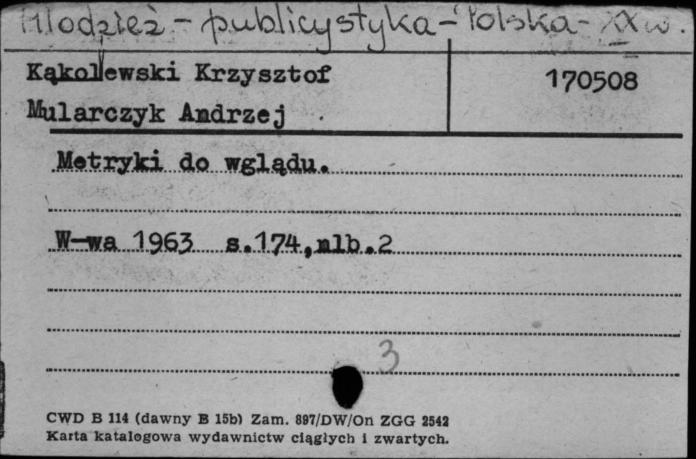 Młodzież - publicystyka - Polska - XX w.
Kąkolewski Krzysztof
170508
Mularczyk Andrzej
Metryki do wglądu.
W-wa 1963 s.174,nlb.2
3
CWD B 114 (dawny B 15b) Zam. 897/DW/On ZGG 2542
Karta katalogowa wydawnictw ciągłych i zwartych.